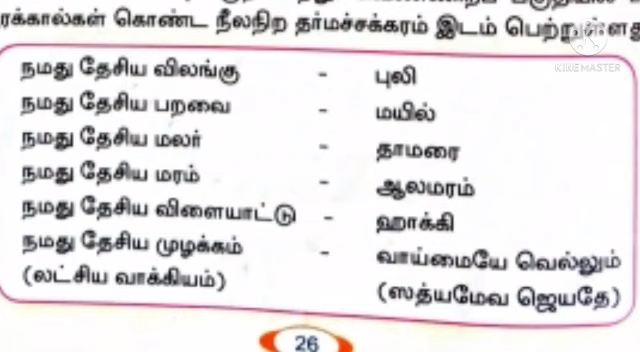 ரக்கால்கள் கொண்ட நீலநிற தர்மச்சக்கரம் இடம் பெற்றுள்ளது
KINEMASTER
நமது தேசிய விலங்கு - புலி
நமது தேசிய பறவை - மயில்
நமது தேசிய மலர் - தாமரை
நமது தேசிய மரம் - ஆலமரம்
நமது தேசிய விளையாட்டு - ஹாக்கி
நமது தேசிய முழக்கம் - வாய்மையே வெல்லும்
(லட்சிய வாக்கியம்) (ஸத்யமேவ ஜெயதே)
26